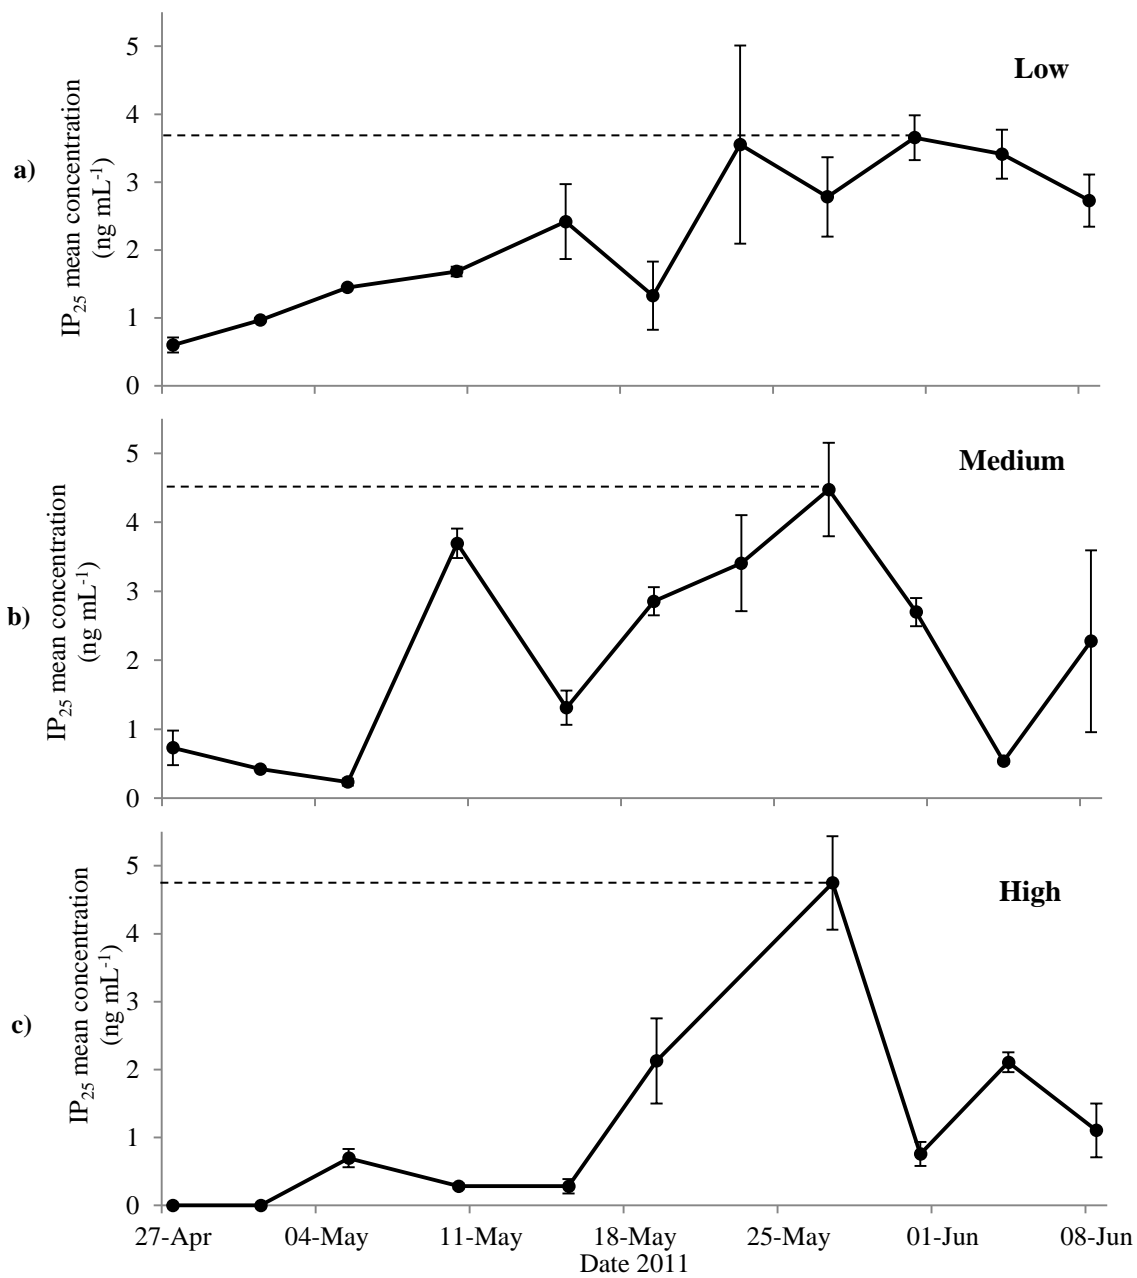 5
Low
4
3
2
1
0
a)
IP25 mean concentration
(ng mL-1)
5
Medium
4
3
2
1
0
b)
IP25 mean concentration
(ng mL-1)
5
High
4
3
2
1
0
c)
IP25 mean concentration
(ng mL-1)
27-Apr 04-May 11-May 18-May 25-May 01-Jun 08-Jun
Date 2011